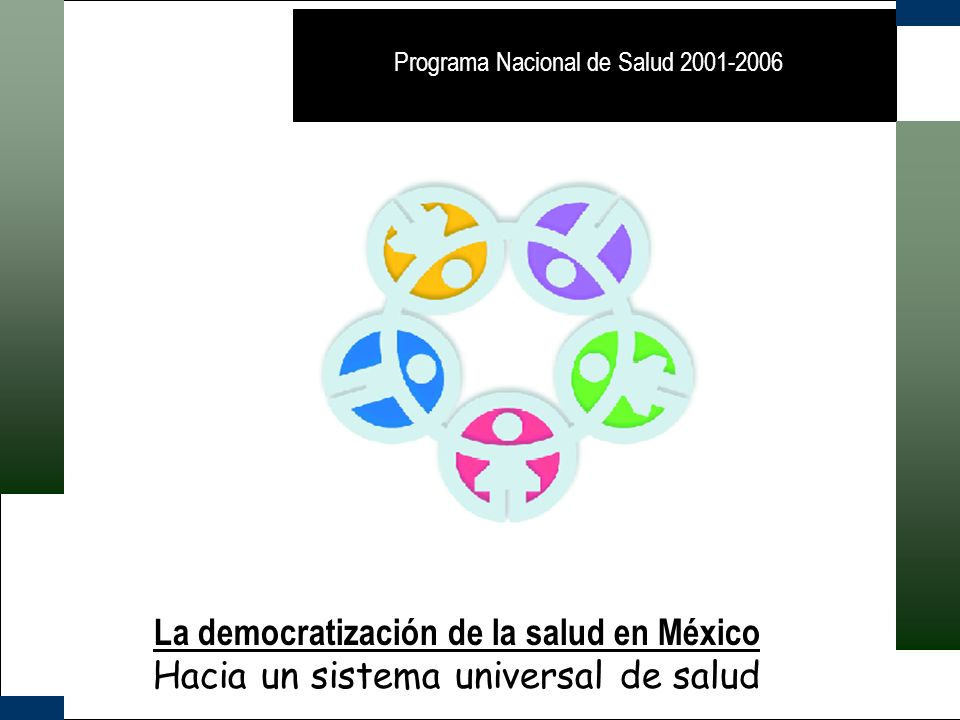 Programa Nacional de Salud 2001-2006
La democratización de la salud en México
Hacia un sistema universal de salud